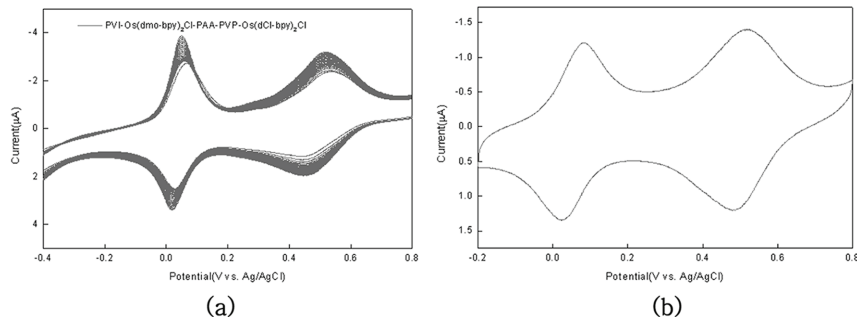 PVI-Os(dmo-bpy)₂Cl-PAA-PVP-Os(dCl-bpy)₂Cl
-4
-2
0
2
4
Current(µA)
-0.4 -0.2 0.0 0.2 0.4 0.6 0.8
Potential(V vs. Ag/AgCl)
(a)
-1.5
-1.0
-0.5
0.0
0.5
1.0
1.5
Current(µA)
-0.2 0.0 0.2 0.4 0.6 0.8
Potential(V vs. Ag/AgCl)
(b)